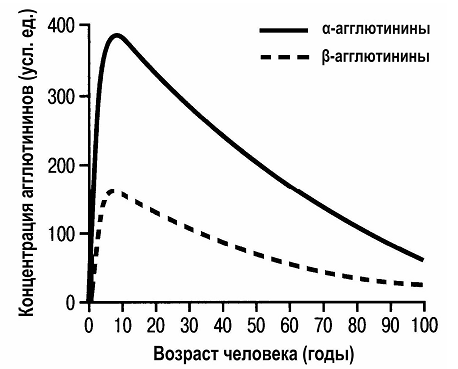 α-агглютинины
β-агглютинины
Концентрация агглютининов (усл. ед.)
400
300
200
100
0
0 10 20 30 40 50 60 70 80 90 100
Возраст человека (годы)